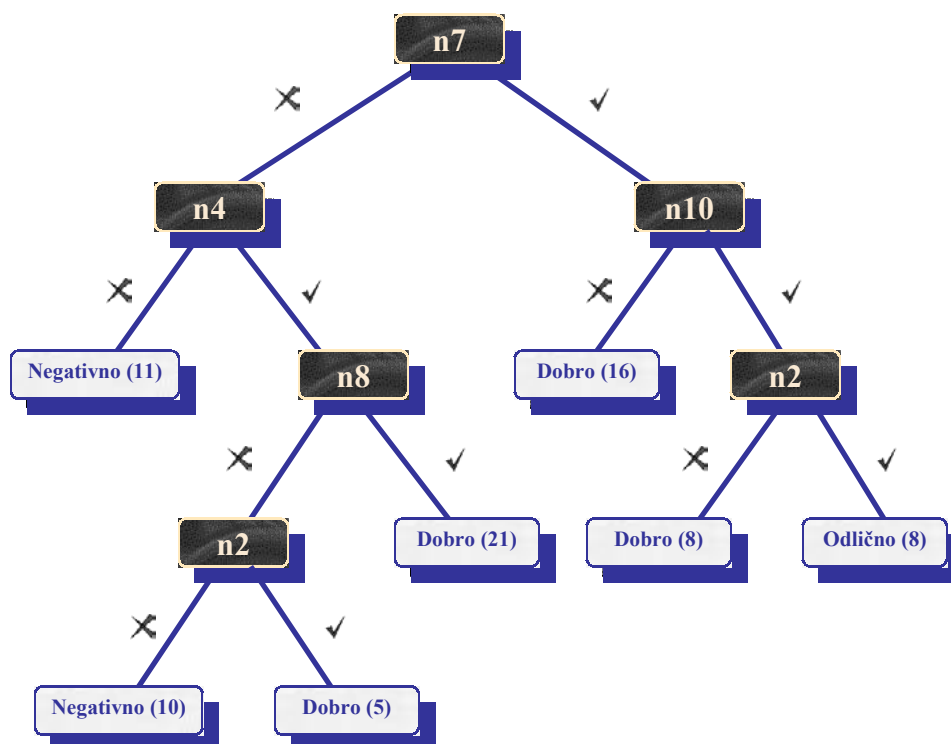 n7
n4
n10
Negativno (11)
n8
Dobro (16)
n2
n2
Dobro (21)
Dobro (8)
Odlično (8)
Negativno (10)
Dobro (5)